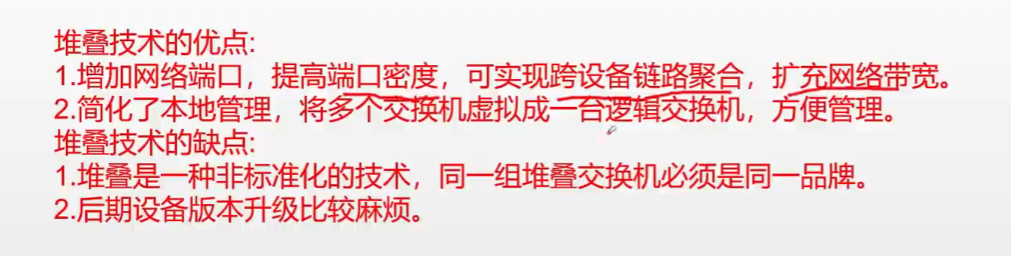 堆叠技术的优点:
1.增加网络端口，提高端口密度，可实现跨设备链路聚合，扩充网络带宽。
2.简化了本地管理，将多个交换机虚拟成一台逻辑交换机，方便管理。
堆叠技术的缺点:
1.堆叠是一种非标准化的技术，同一组堆叠交换机必须是同一品牌。
2.后期设备版本升级比较麻烦。